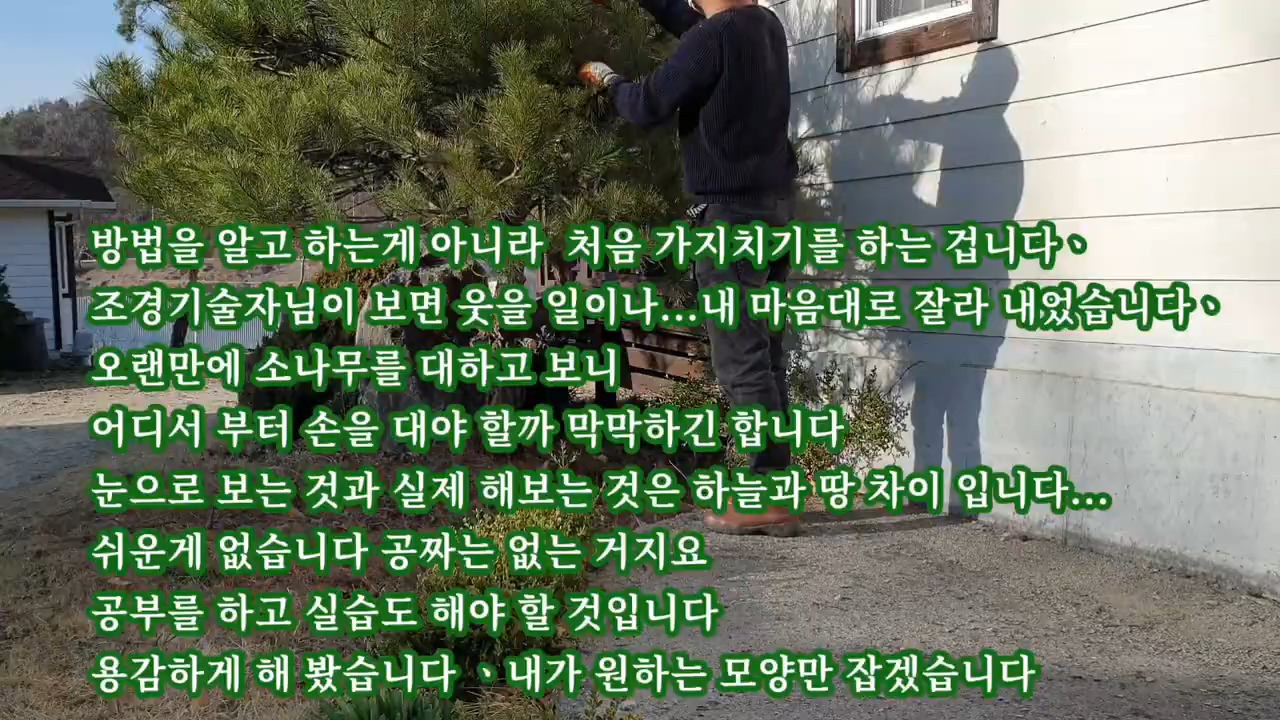 방법을 알고 하는게 아니라 처음 가지치기를 하는 겁니다、
조경기술자님이 보면 웃을 일이나...내 마음대로 잘라 내었습니다、
오랜만에 소나무를 대하고 보니
어디서 부터 손을 대야 할까 막막하긴 합니다
눈으로 보는 것과 실제 해보는 것은 하늘과 땅 차이 입니다...
쉬운게 없습니다 공짜는 없는 거지요
공부를 하고 실습도 해야 할 것입니다
용감하게 해 봤습니다 、내가 원하는 모양만 잡겠습니다